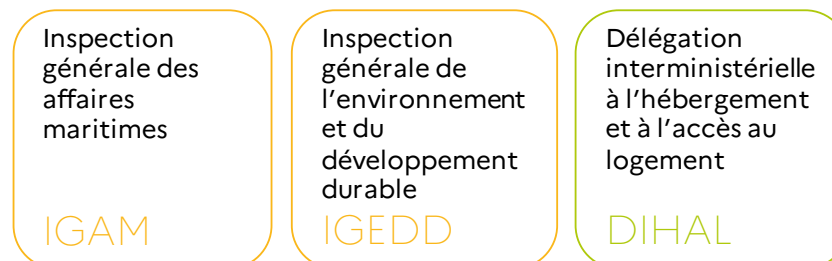 Inspection
générale des
affaires
maritimes
IGAM
Inspection
générale de
l'environnement
et du
développement
durable
IGEDD
Délégation
interministérielle
à l'hébergement
et à l'accès au
logement
DIHAL